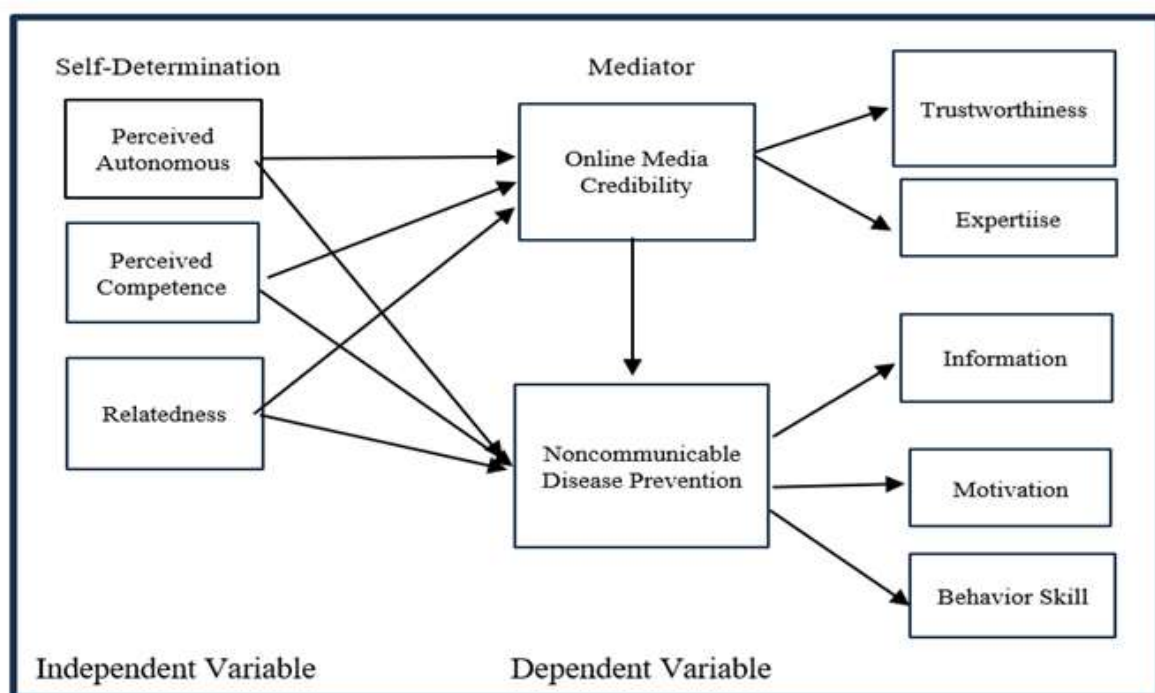 Self-Determination
Perceived
Autonomous
Perceived
Competence
Relatedness
Mediator
Online Media
Credibility
Noncommunicable
Disease Prevention
Trustworthiness
Expertiise
Information
Motivation
Behavior Skill
Independent Variable
Dependent Variable